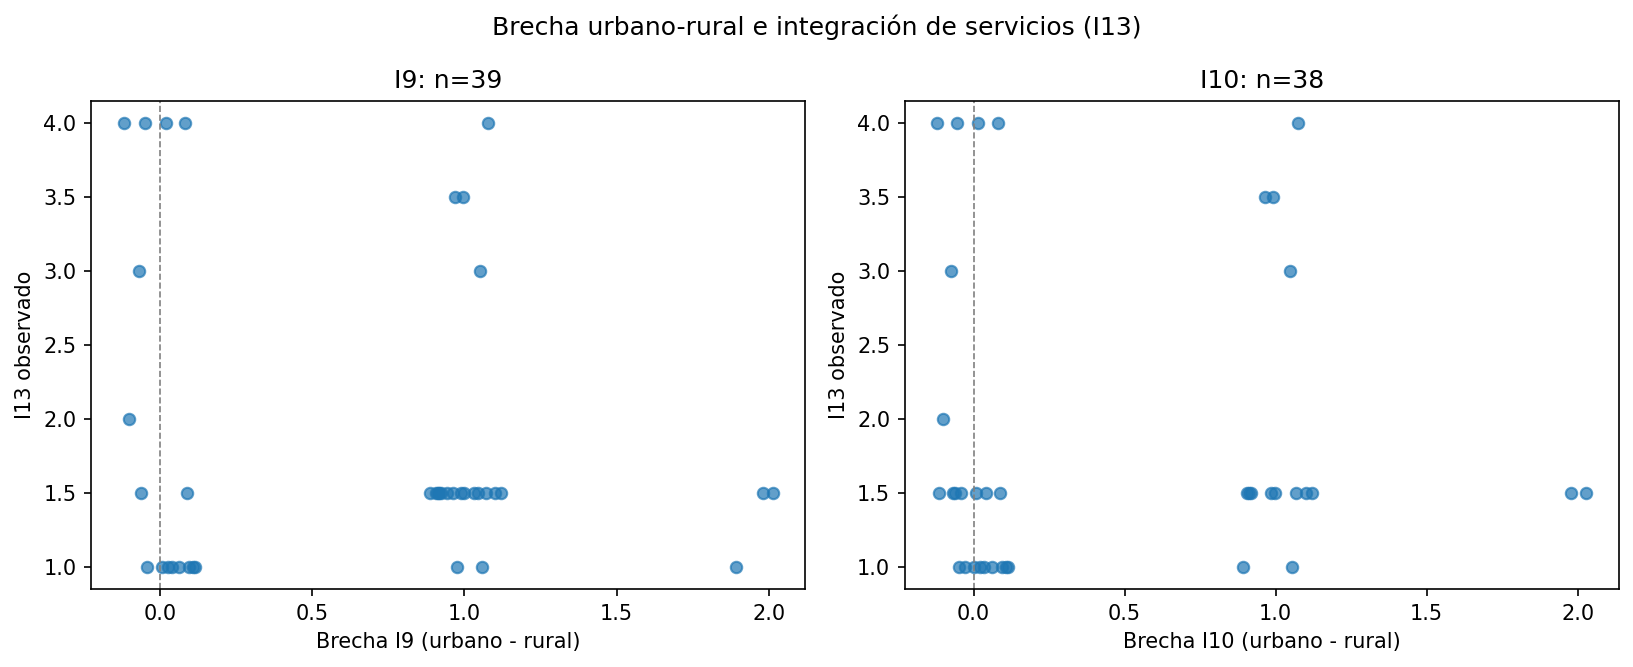 Brecha urbano-rural e integración de servicios (I13)
I9: n=39
I13 observado
4.0
3.5
3.0
2.5
2.0
1.5
1.0
0.0 0.5 1.0 1.5 2.0
Brecha I9 (urbano - rural)
I10: n=38
I13 observado
4.0
3.5
3.0
2.5
2.0
1.5
1.0
0.0 0.5 1.0 1.5 2.0
Brecha I10 (urbano - rural)